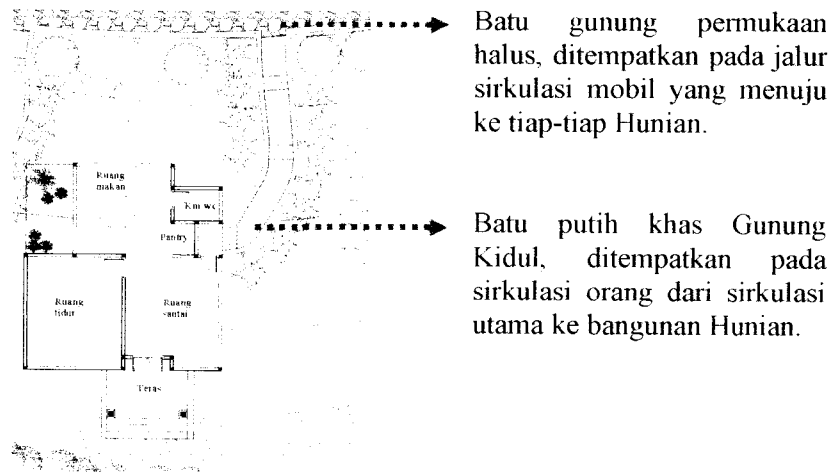 Batu gunung permukaan
halus, ditempatkan pada jalur
sirkulasi mobil yang menuju
ke tiap-tiap Hunian.
Ruang
makan
Km wc
Pantry
Batu putih khas Gunung
Kidul, ditempatkan pada
sirkulasi orang dari sirkulasi
utama ke bangunan Hunian.
Ruang
tidur
Ruang
santai
Teras